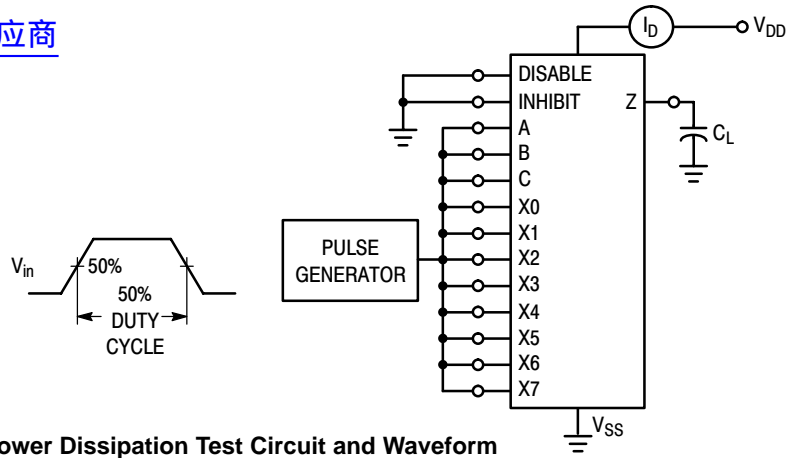 应商
I_D
V_DD
DISABLE
INHIBIT
Z
A
C_L
B
C
X0
X1
PULSE
GENERATOR
X2
X3
X4
X5
X6
X7
V_in
50%
50%
DUTY
CYCLE
V_SS
ower Dissipation Test Circuit and Waveform